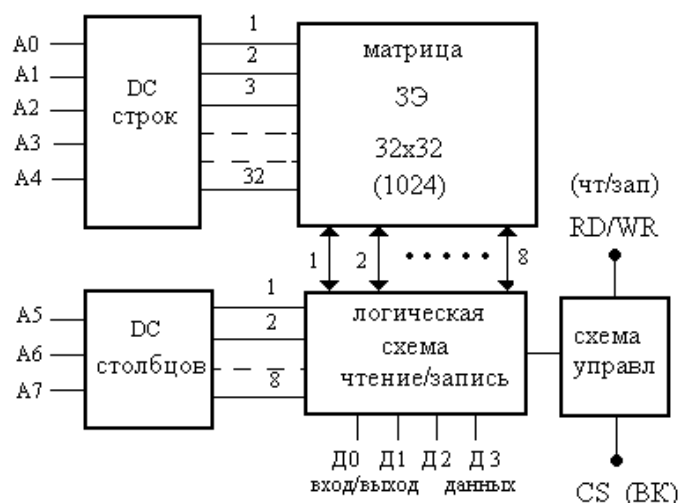 A0
A1
A2
A3
A4
DC
строк
1
2
3
32
матрица
ЗЭ
32x32
(1024)
(чт/зап)
RD/WR
1
2
8
A5
A6
A7
DC
столбцов
1
2
8
логическая
схема
чтение/запись
схема
управл
Д0 Д1 Д2 Д3
вход/выход данных
CS (ВК)